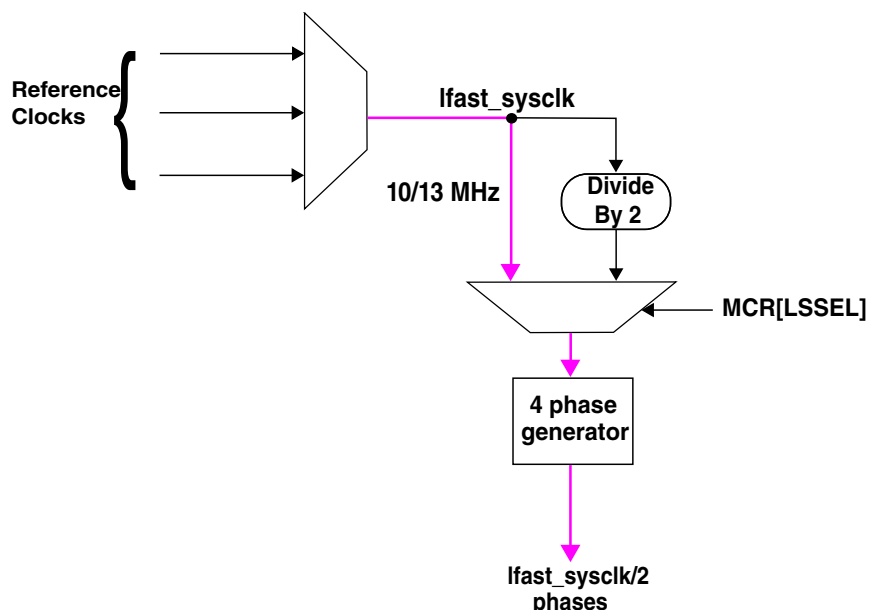 Reference
Clocks
lfast_sysclk
10/13 MHz
Divide
By 2
MCR[LSSEL]
4 phase
generator
lfast_sysclk/2
phases